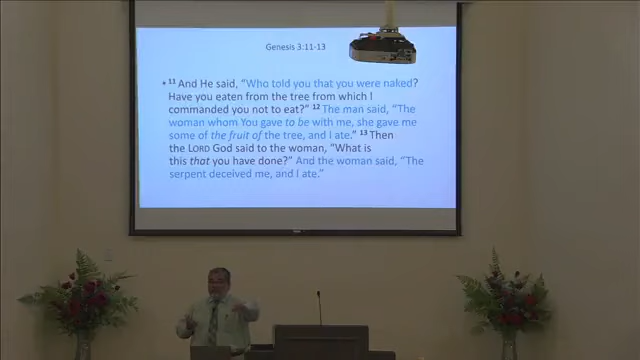 Genesis 3:11-13
• 11 And He said, “Who told you that you were naked?
Have you eaten from the tree from which I
commanded you not to eat?” 12 The man said, “The
woman whom You gave to be with me, she gave me
some of the fruit of the tree, and I ate.” 13 Then
the LORD God said to the woman, “What is
this that you have done?” And the woman said, “The
serpent deceived me, and I ate.”